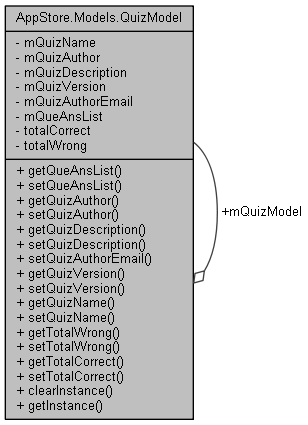 AppStore.Models.QuizModel
- mQuizName
- mQuizAuthor
- mQuizDescription
- mQuizVersion
- mQuizAuthorEmail
- mQueAnsList
- totalCorrect
- totalWrong
+ getQueAnsList()
+ setQueAnsList()
+ getQuizAuthor()
+ setQuizAuthor()
+ getQuizDescription()
+ setQuizDescription()
+ setQuizAuthorEmail()
+ getQuizVersion()
+ setQuizVersion()
+ getQuizName()
+ setQuizName()
+ getTotalWrong()
+ setTotalWrong()
+ getTotalCorrect()
+ setTotalCorrect()
+ clearInstance()
+ getInstance()
+mQuizModel